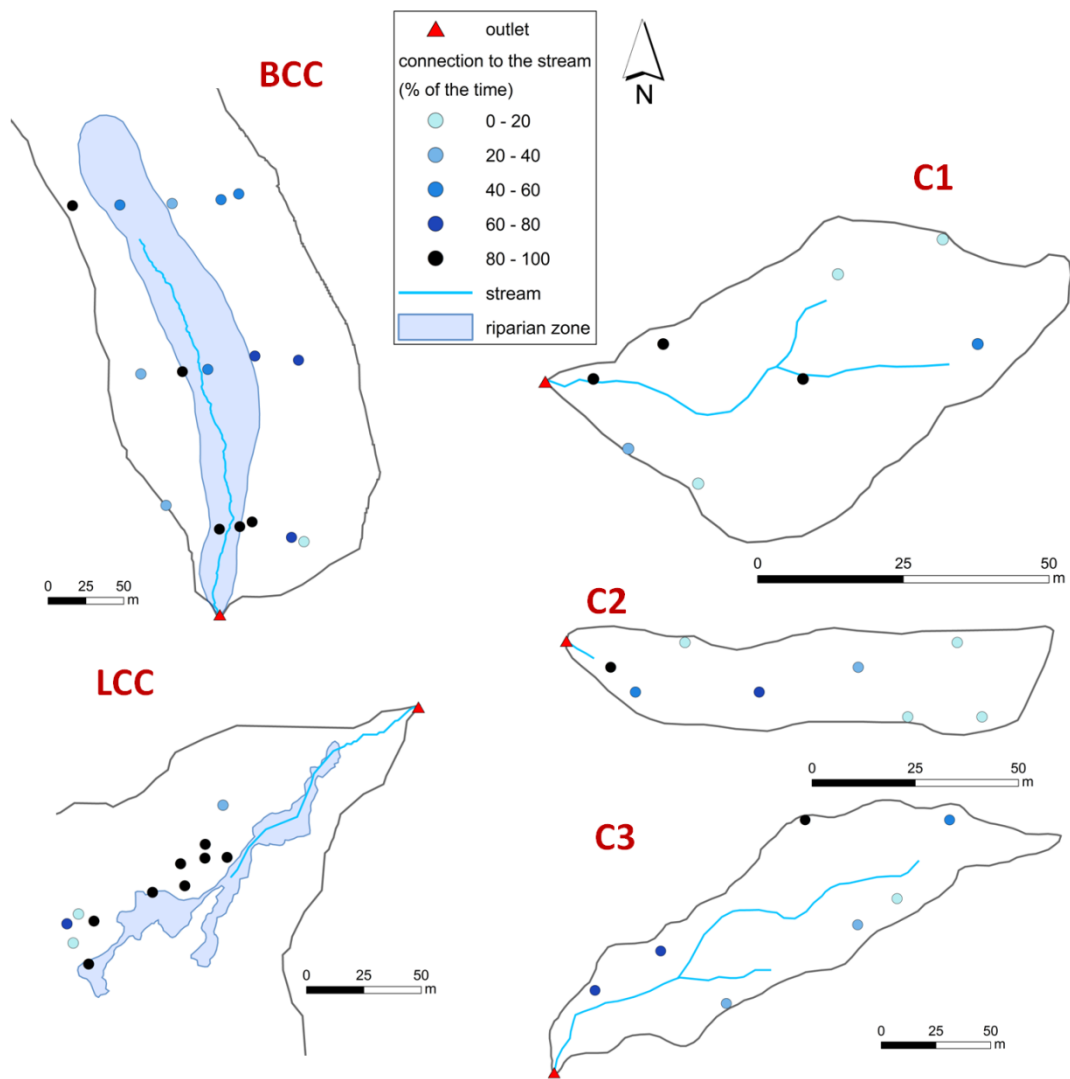 BCC
outlet
connection to the stream
(% of the time)
0 - 20
20 - 40
40 - 60
60 - 80
80 - 100
stream
riparian zone
N
C1
0 25 50
m
0 25 50
m
C2
0 25 50
m
LCC
0 25 50
m
C3
0 25 50
m